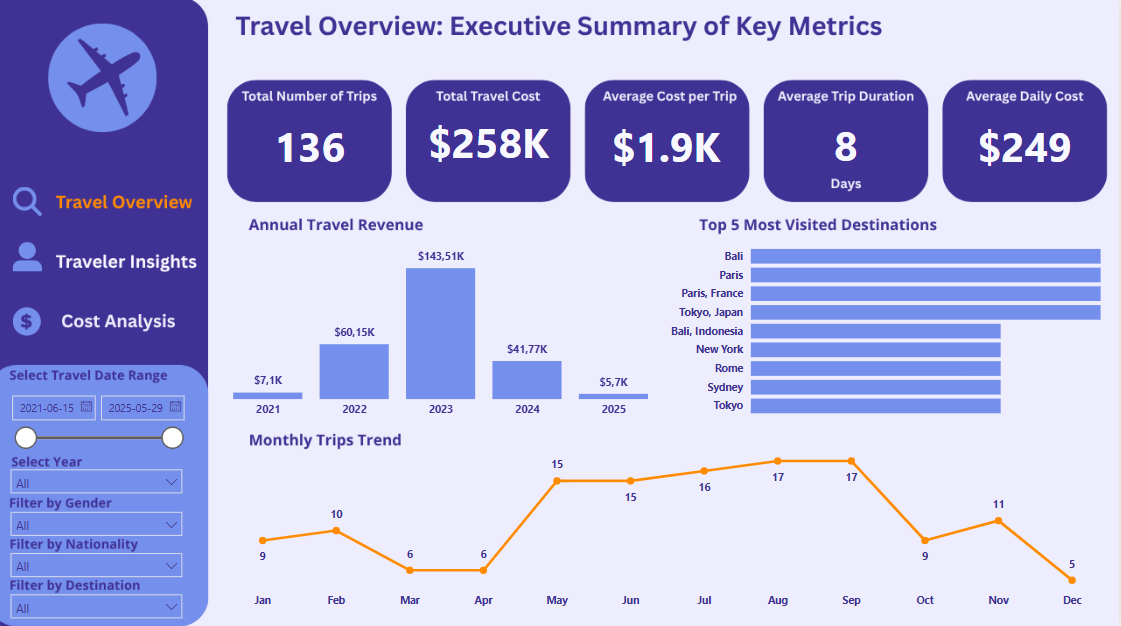 Travel Overview: Executive Summary of Key Metrics
Total Number of Trips
136
Total Travel Cost
$258K
Average Cost per Trip
$1.9K
Average Trip Duration
8
Days
Average Daily Cost
$249
Travel Overview
Traveler Insights
$ Cost Analysis
Select Travel Date Range
2021-06-15
2025-05-29
Select Year
All
Filter by Gender
All
Filter by Nationality
All
Filter by Destination
All
Annual Travel Revenue
$7,1K
$60,15K
$143,51K
$41,77K
$5,7K
2021
2022
2023
2024
2025
Top 5 Most Visited Destinations
Bali
Paris
Paris, France
Tokyo, Japan
Bali, Indonesia
New York
Rome
Sydney
Tokyo
Monthly Trips Trend
9
10
6
6
15
15
16
17
17
9
11
5
Jan
Feb
Mar
Apr
May
Jun
Jul
Aug
Sep
Oct
Nov
Dec